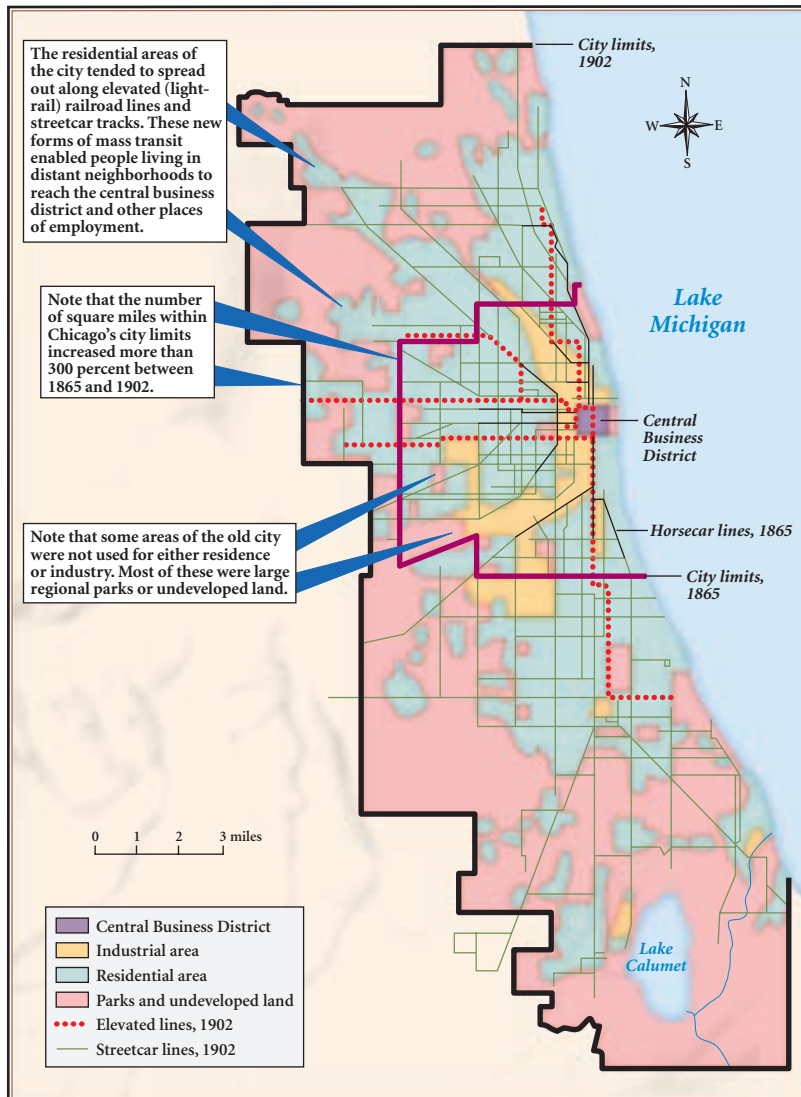 City limits,
1902
The residential areas of
the city tended to spread
out along elevated (light-
rail) railroad lines and
streetcar tracks. These new
forms of mass transit
enabled people living in
distant neighborhoods to
reach the central business
district and other places
of employment.
N
W
E
S
Note that the number
of square miles within
Chicago's city limits
increased more than
300 percent between
1865 and 1902.
Lake
Michigan
Central
Business
District
Note that some areas of the old city
were not used for either residence
or industry. Most of these were large
regional parks or undeveloped land.
Horsecar lines, 1865
City limits,
1865
0 1 2 3 miles
Central Business District
Industrial area
Residential area
Parks and undeveloped land
Elevated lines, 1902
Streetcar lines, 1902
Lake
Calumet